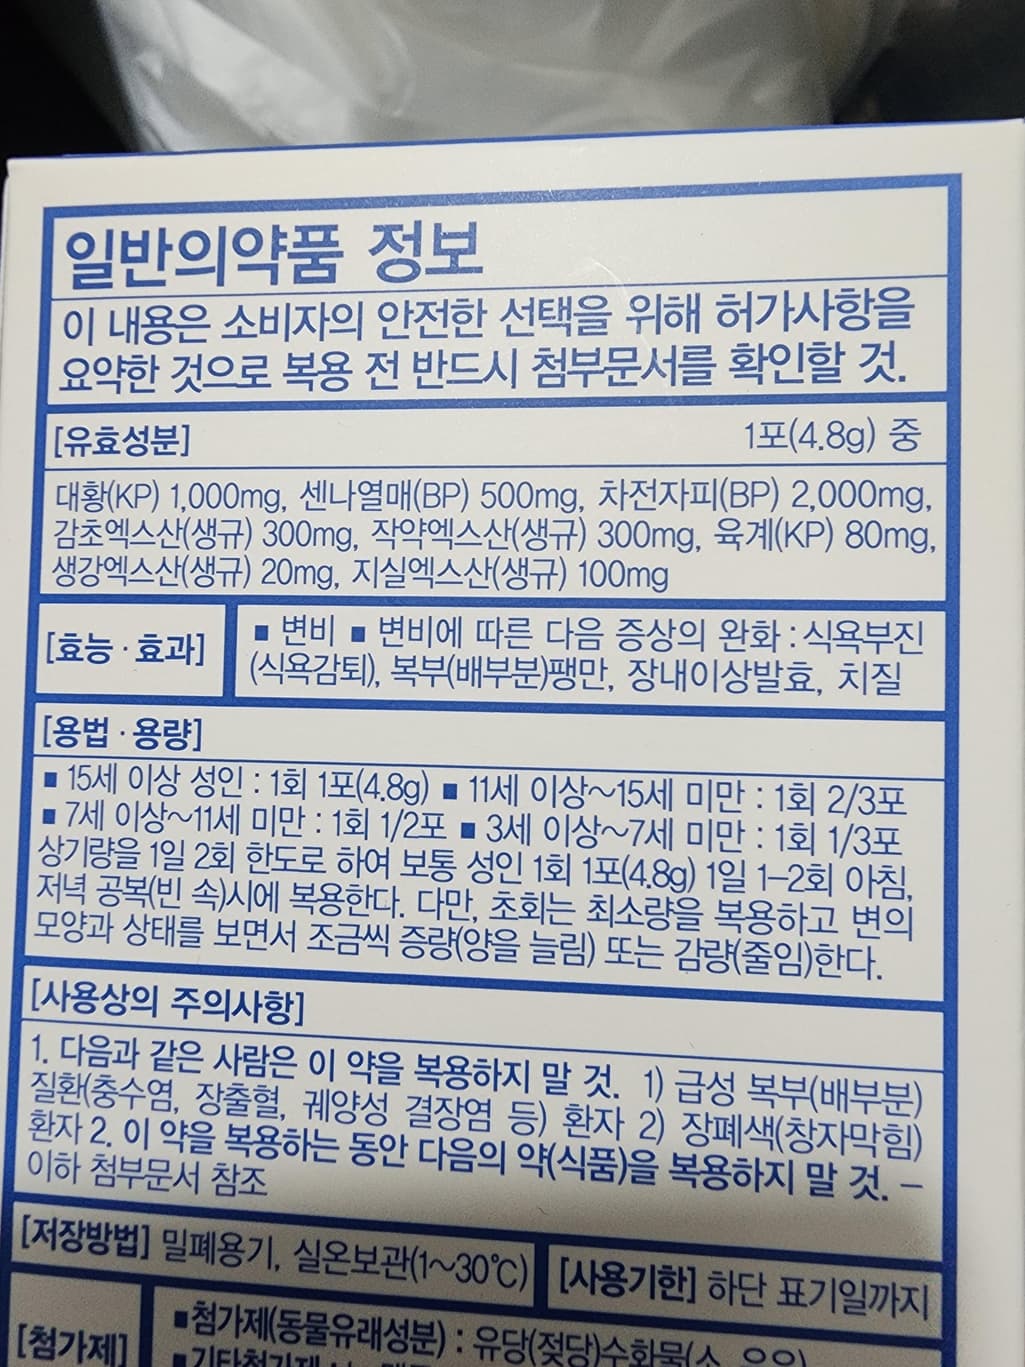 일반의약품 정보
이 내용은 소비자의 안전한 선택을 위해 허가사항을
요약한 것으로 복용 전 반드시 첨부문서를 확인할 것.
[유효성분] 1포(4.8g) 중
대황(KP) 1,000mg, 센나열매(BP) 500mg, 차전자피(BP) 2,000mg,
감초엑스산(생규) 300mg, 작약엑스산(생규) 300mg, 육계(KP) 80mg,
생강엑스산(생규) 20mg, 지실엑스산(생규) 100mg
[효능 · 효과]
▪ 변비 ▪ 변비에 따른 다음 증상의 완화 : 식욕부진
(식욕감퇴), 복부(배부분)팽만, 장내이상발효, 치질
[용법 · 용량]
▪ 15세 이상 성인 : 1회 1포(4.8g) ▪ 11세 이상~15세 미만 : 1회 2/3포
▪ 7세 이상~11세 미만 : 1회 1/2포 ▪ 3세 이상~7세 미만 : 1회 1/3포
상기량을 1일 2회 한도로 하여 보통 성인 1회 1포(4.8g) 1일 1-2회 아침,
저녁 공복(빈 속)시에 복용한다. 다만, 초회는 최소량을 복용하고 변의
모양과 상태를 보면서 조금씩 증량(양을 늘림) 또는 감량(줄임)한다.
[사용상의 주의사항]
1. 다음과 같은 사람은 이 약을 복용하지 말 것. 1) 급성 복부(배부분)
질환(충수염, 장출혈, 궤양성 결장염 등) 환자 2) 장폐색(창자막힘)
환자 2. 이 약을 복용하는 동안 다음의 약(식품)을 복용하지 말 것. –
이하 첨부문서 참조
[저장방법] 밀폐용기, 실온보관(1~30℃) [사용기한] 하단 표기일까지
[첨가제]
▪첨가제(동물유래성분) : 유당(젖당)수화물(소, 우유)